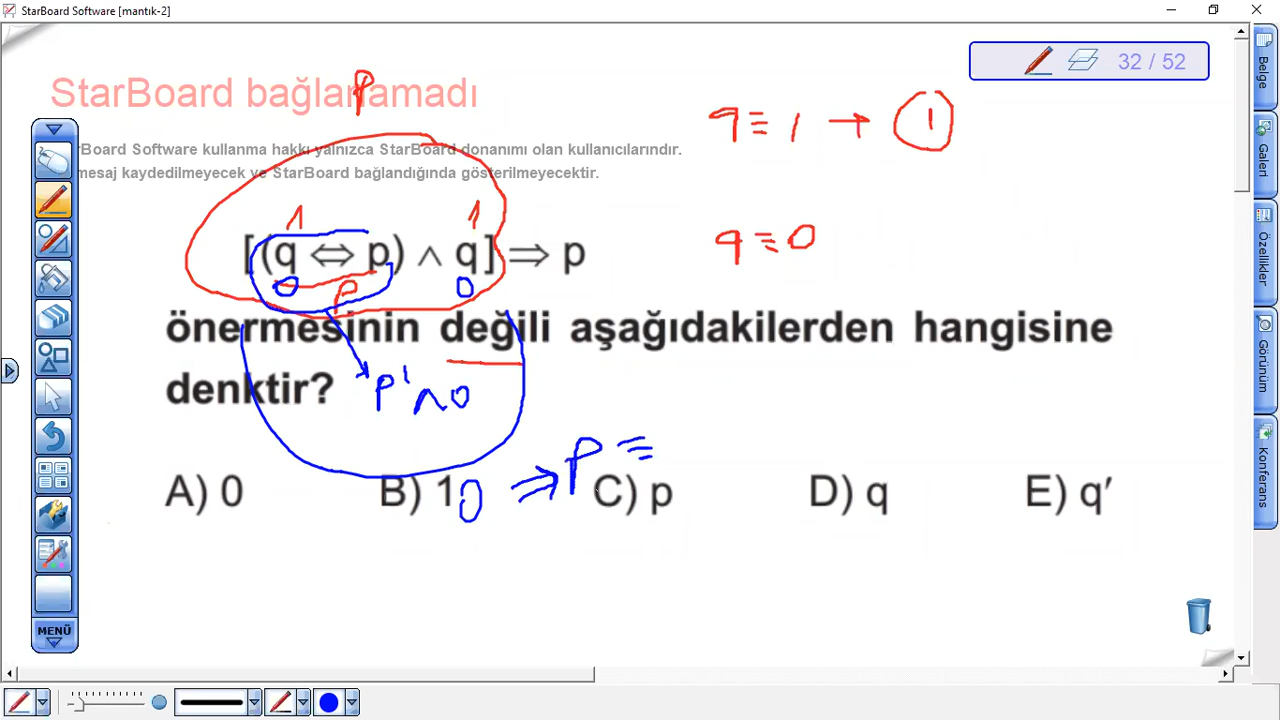 StarBoard Software [mantık-2]
32 / 52
StarBoard bağlanamadı
p
q ≡ 1 → 1
Board Software kullanma hakkı yalnızca StarBoard donanımı olan kullanıcılarındır.
mesaj kaydedilmeyecek ve StarBoard bağlandığında gösterilmeyecektir.
1 1
q ≡ 0
[(q ⇔ p) ∧ q] ⇒ p
0 p 0
önermesinin değili aşağıdakilerden hangisine
denktir?
p' ∧ 0
0 ⇒ p ≡
A) 0 B) 1 C) p D) q E) q′
MENÜ
Belge
Galeri
Özellikler
Görünüm
Konferans